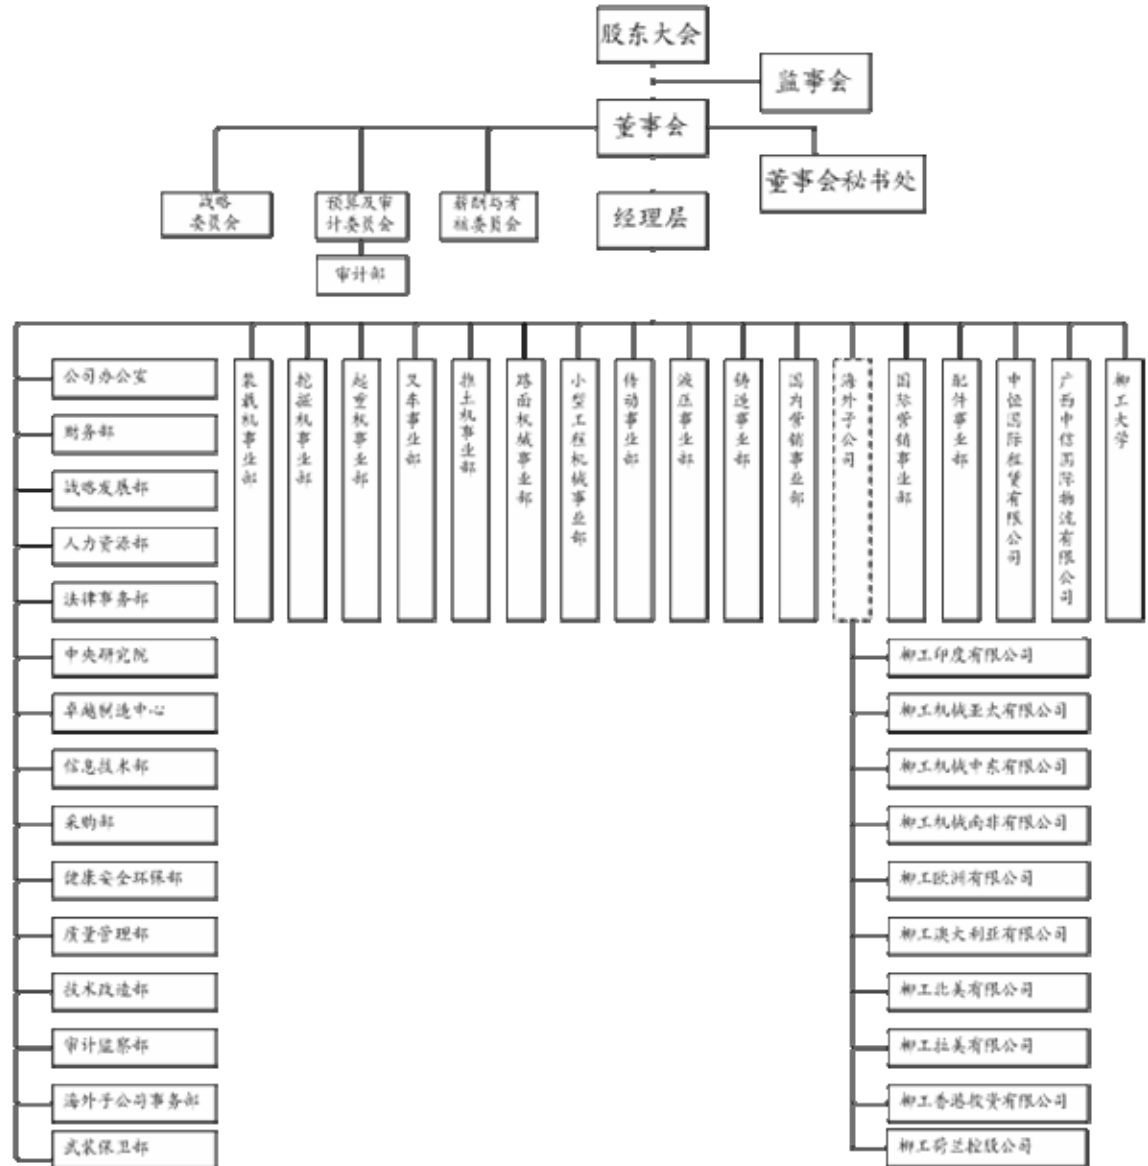 股东大会
监事会
董事会
董事会秘书处
战略
委员会
预算及审
计委员会
薪酬与考
核委员会
经理层
审计部
公司办公室
财务部
战略发展部
人力资源部
法律事务部
中央研究院
卓越制造中心
信息技术部
采购部
健康安全环保部
质量管理部
技术改造部
审计监察部
海外子公司事务部
武装保卫部
装载机事业部
挖掘机事业部
起重机事业部
叉车事业部
推土机事业部
路面机械事业部
小型工程机械事业部
传动事业部
液压事业部
铸造事业部
国内营销事业部
海外子公司
国际营销事业部
配件事业部
中恒国际租赁有限公司
广西中信国际物流有限公司
柳工大学
柳工印度有限公司
柳工机械亚太有限公司
柳工机械中东有限公司
柳工机械南非有限公司
柳工欧洲有限公司
柳工澳大利亚有限公司
柳工北美有限公司
柳工拉美有限公司
柳工香港投资有限公司
柳工荷兰控股公司